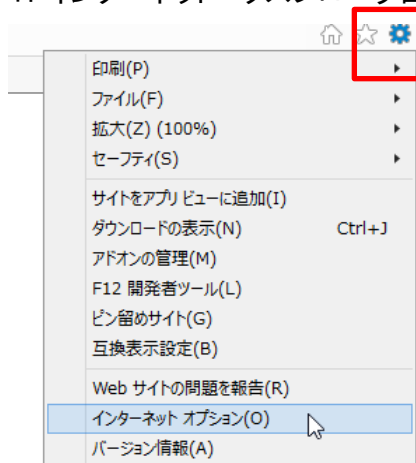 印刷(P)
ファイル(F)
拡大(Z) (100%)
セーフティ(S)
サイトをアプリ ビューに追加(I)
ダウンロードの表示(N) Ctrl+J
アドオンの管理(M)
F12 開発者ツール(L)
ピン留めサイト(G)
互換表示設定(B)
Web サイトの問題を報告(R)
インターネット オプション(O)
バージョン情報(A)